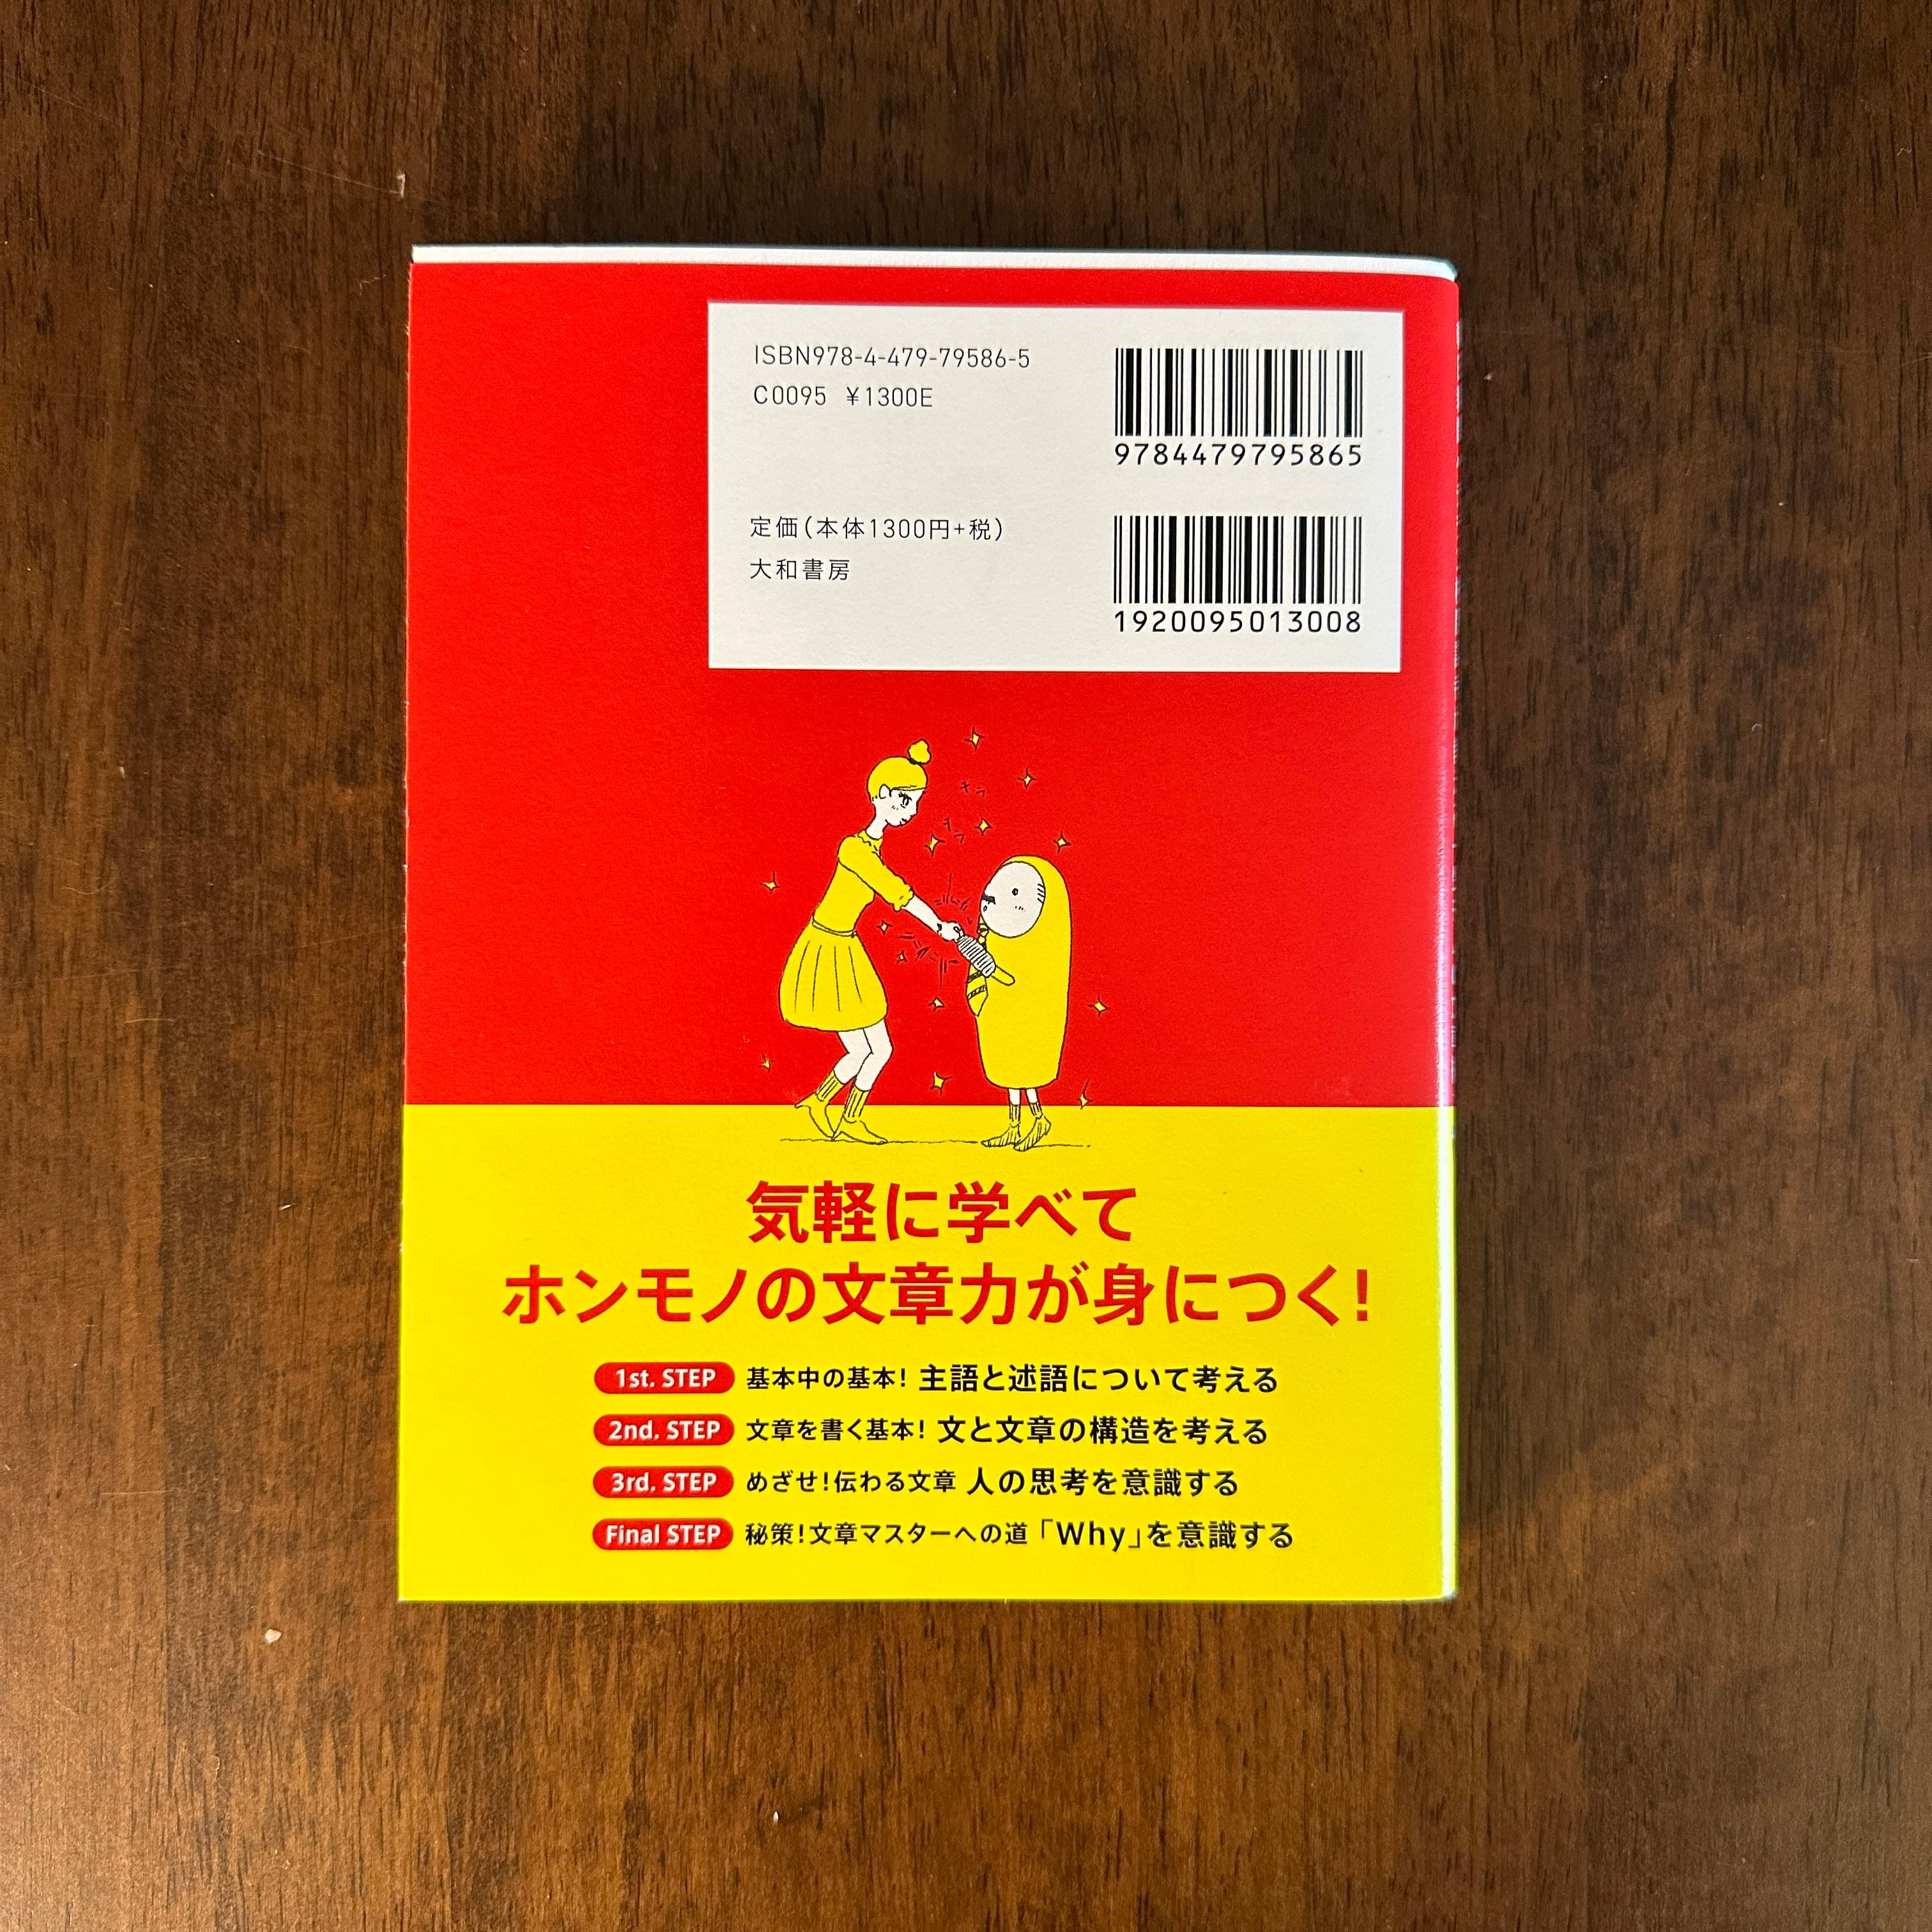 ISBN978-4-479-79586-5
C0095 ¥1300E
9784479795865
定価(本体1300円+税)
大和書房
1920095013008
キラ
キラ
気軽に学べて
ホンモノの文章力が身につく!
1st. STEP 基本中の基本! 主語と述語について考える
2nd. STEP 文章を書く基本! 文と文章の構造を考える
3rd. STEP めざせ!伝わる文章 人の思考を意識する
Final STEP 秘策!文章マスターへの道 「Why」を意識する